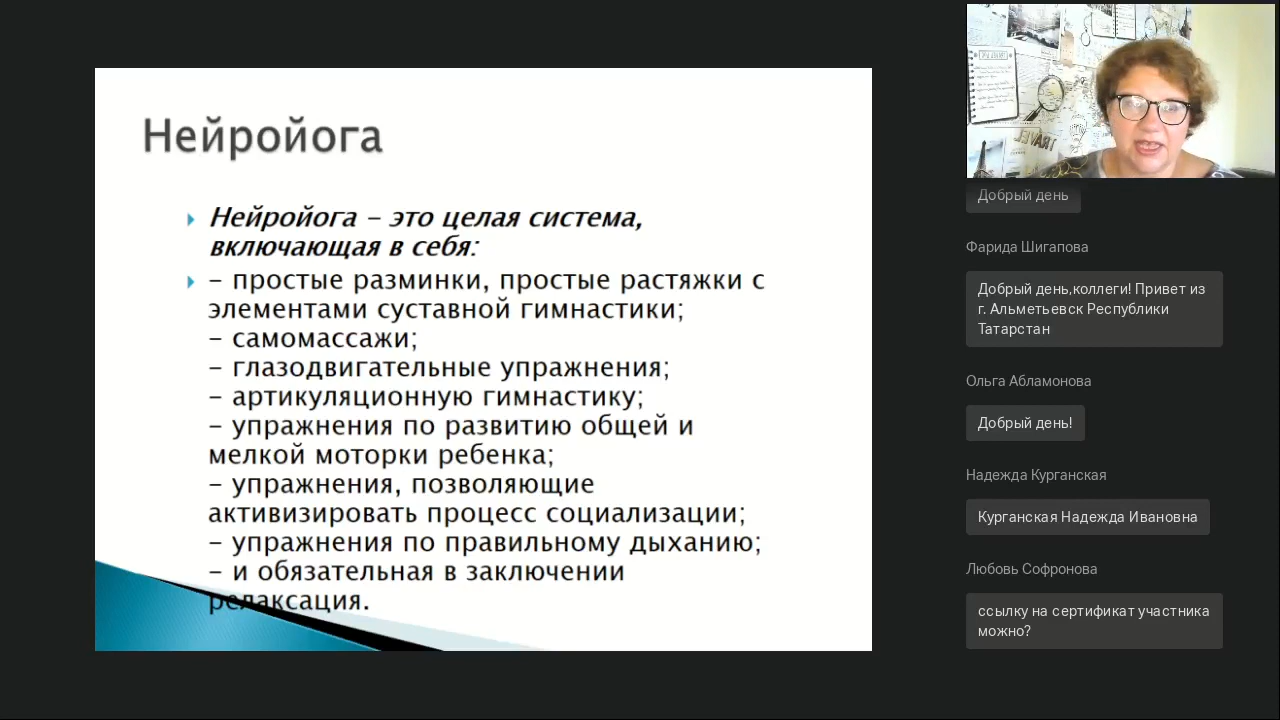 Нейройога
Нейройога – это целая система,
включающая в себя:
– простые разминки, простые растяжки с
элементами суставной гимнастики;
– самомассажи;
– глазодвигательные упражнения;
– артикуляционную гимнастику;
– упражнения по развитию общей и
мелкой моторки ребенка;
– упражнения, позволяющие
активизировать процесс социализации;
– упражнения по правильному дыханию;
– и обязательная в заключении
релаксация.
TRAVEL
Добрый день
Фарида Шигапова
Добрый день,коллеги! Привет из
г. Альметьевск Республики
Татарстан
Ольга Абламонова
Добрый день!
Надежда Курганская
Курганская Надежда Ивановна
Любовь Софронова
ссылку на сертификат участника
можно?